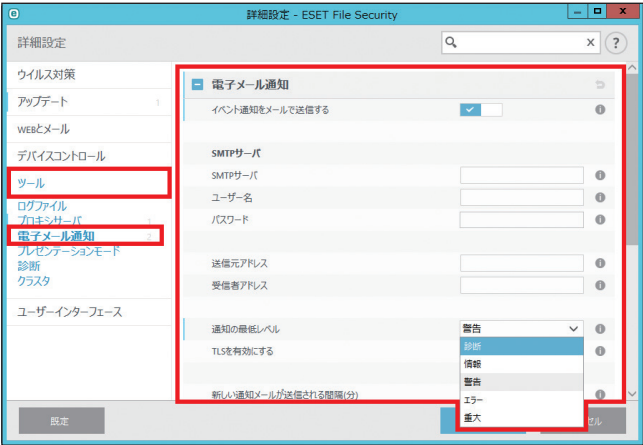 詳細設定 - ESET File Security
詳細設定
ウイルス対策
アップデート 1
WEBとメール
デバイスコントロール
ツール
ログファイル
プロキシサーバ 1
電子メール通知 2
プレゼンテーションモード
診断
クラスタ
ユーザーインターフェース
電子メール通知
イベント通知をメールで送信する
SMTPサーバ
SMTPサーバ
ユーザー名
パスワード
送信元アドレス
受信者アドレス
通知の最低レベル 警告
TLSを有効にする
診断
情報
警告
エラー
重大
新しい通知メールが送信される間隔(分)
既定
セル